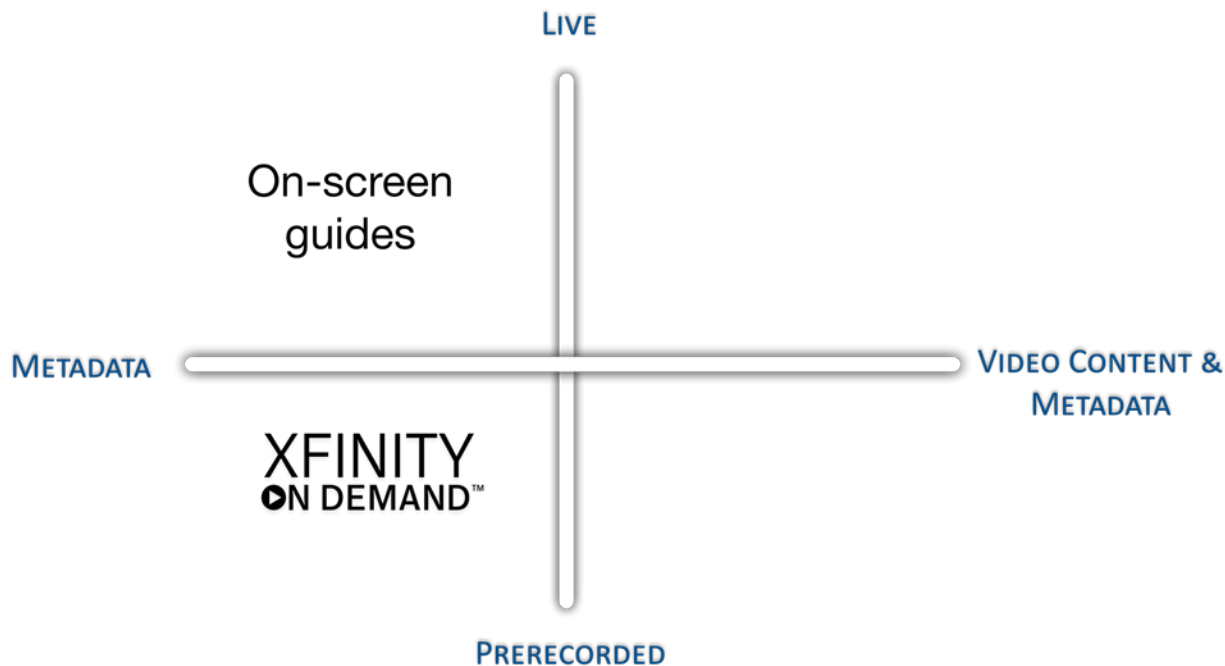 LIVE
On-screen
guides
METADATA
VIDEO CONTENT &
METADATA
XFINITY
ON DEMAND™
PRERECORDED